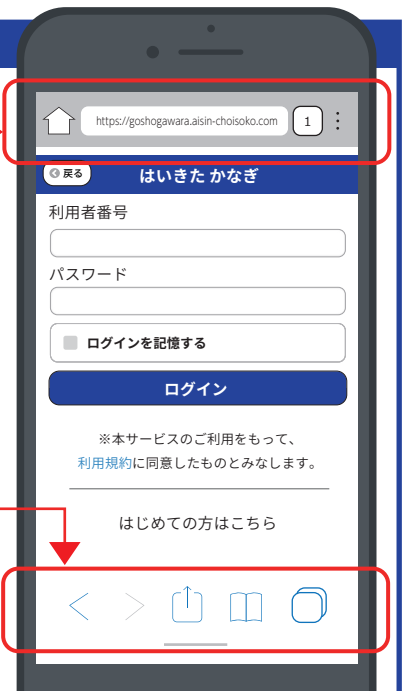 https://goshogawara.aisin-choisoko.com
1
戻る
はいきた かなぎ
利用者番号
パスワード
ログインを記憶する
ログイン
※本サービスのご利用をもって、
利用規約に同意したものとみなします。
はじめての方はこちら